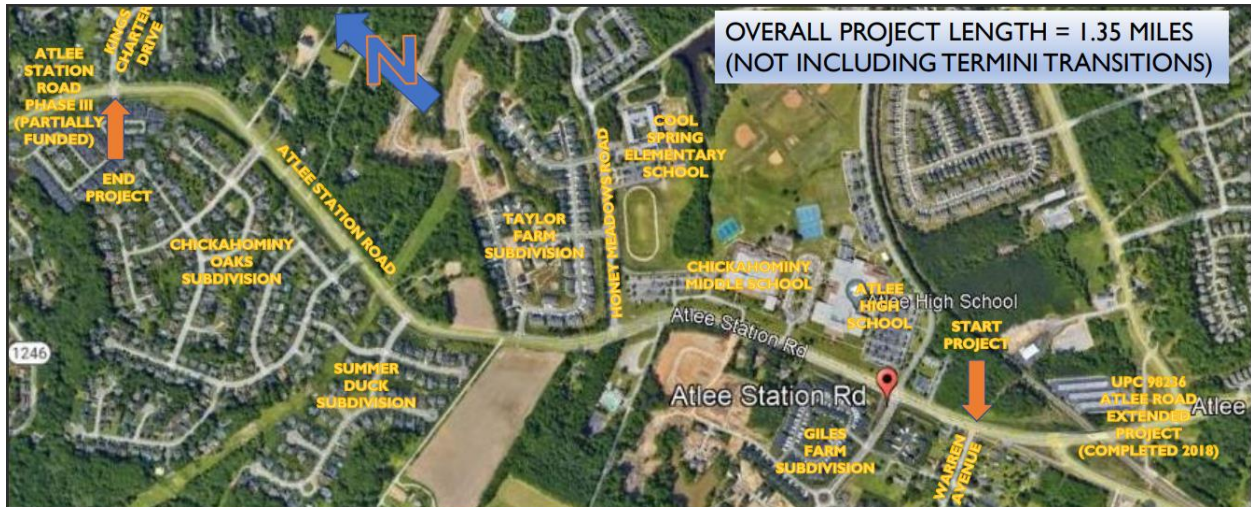 OVERALL PROJECT LENGTH = 1.35 MILES
(NOT INCLUDING TERMINI TRANSITIONS)
N
KINGS
CHARTER
DRIVE
ATLEE
STATION
ROAD
PHASE III
(PARTIALLY
FUNDED)
END
PROJECT
ATLEE STATION ROAD
CHICKAHOMINY
OAKS
SUBDIVISION
1246
SUMMER
DUCK
SUBDIVISION
TAYLOR
FARM
SUBDIVISION
HONET MEADOWS ROAD
COOL
SPRING
ELEMENTARY
SCHOOL
CHICKAHOMINY
MIDDLE SCHOOL
ATLEE
HIGH
SCHOOL
Atlee High School
Atlee Station Rd
Atlee Station Rd
START
PROJECT
GILES
FARM
SUBDIVISION
WARREN
AVENUE
UPC 98236
ATLEE ROAD
EXTENDED
PROJECT
(COMPLETED 2018)
Atlee